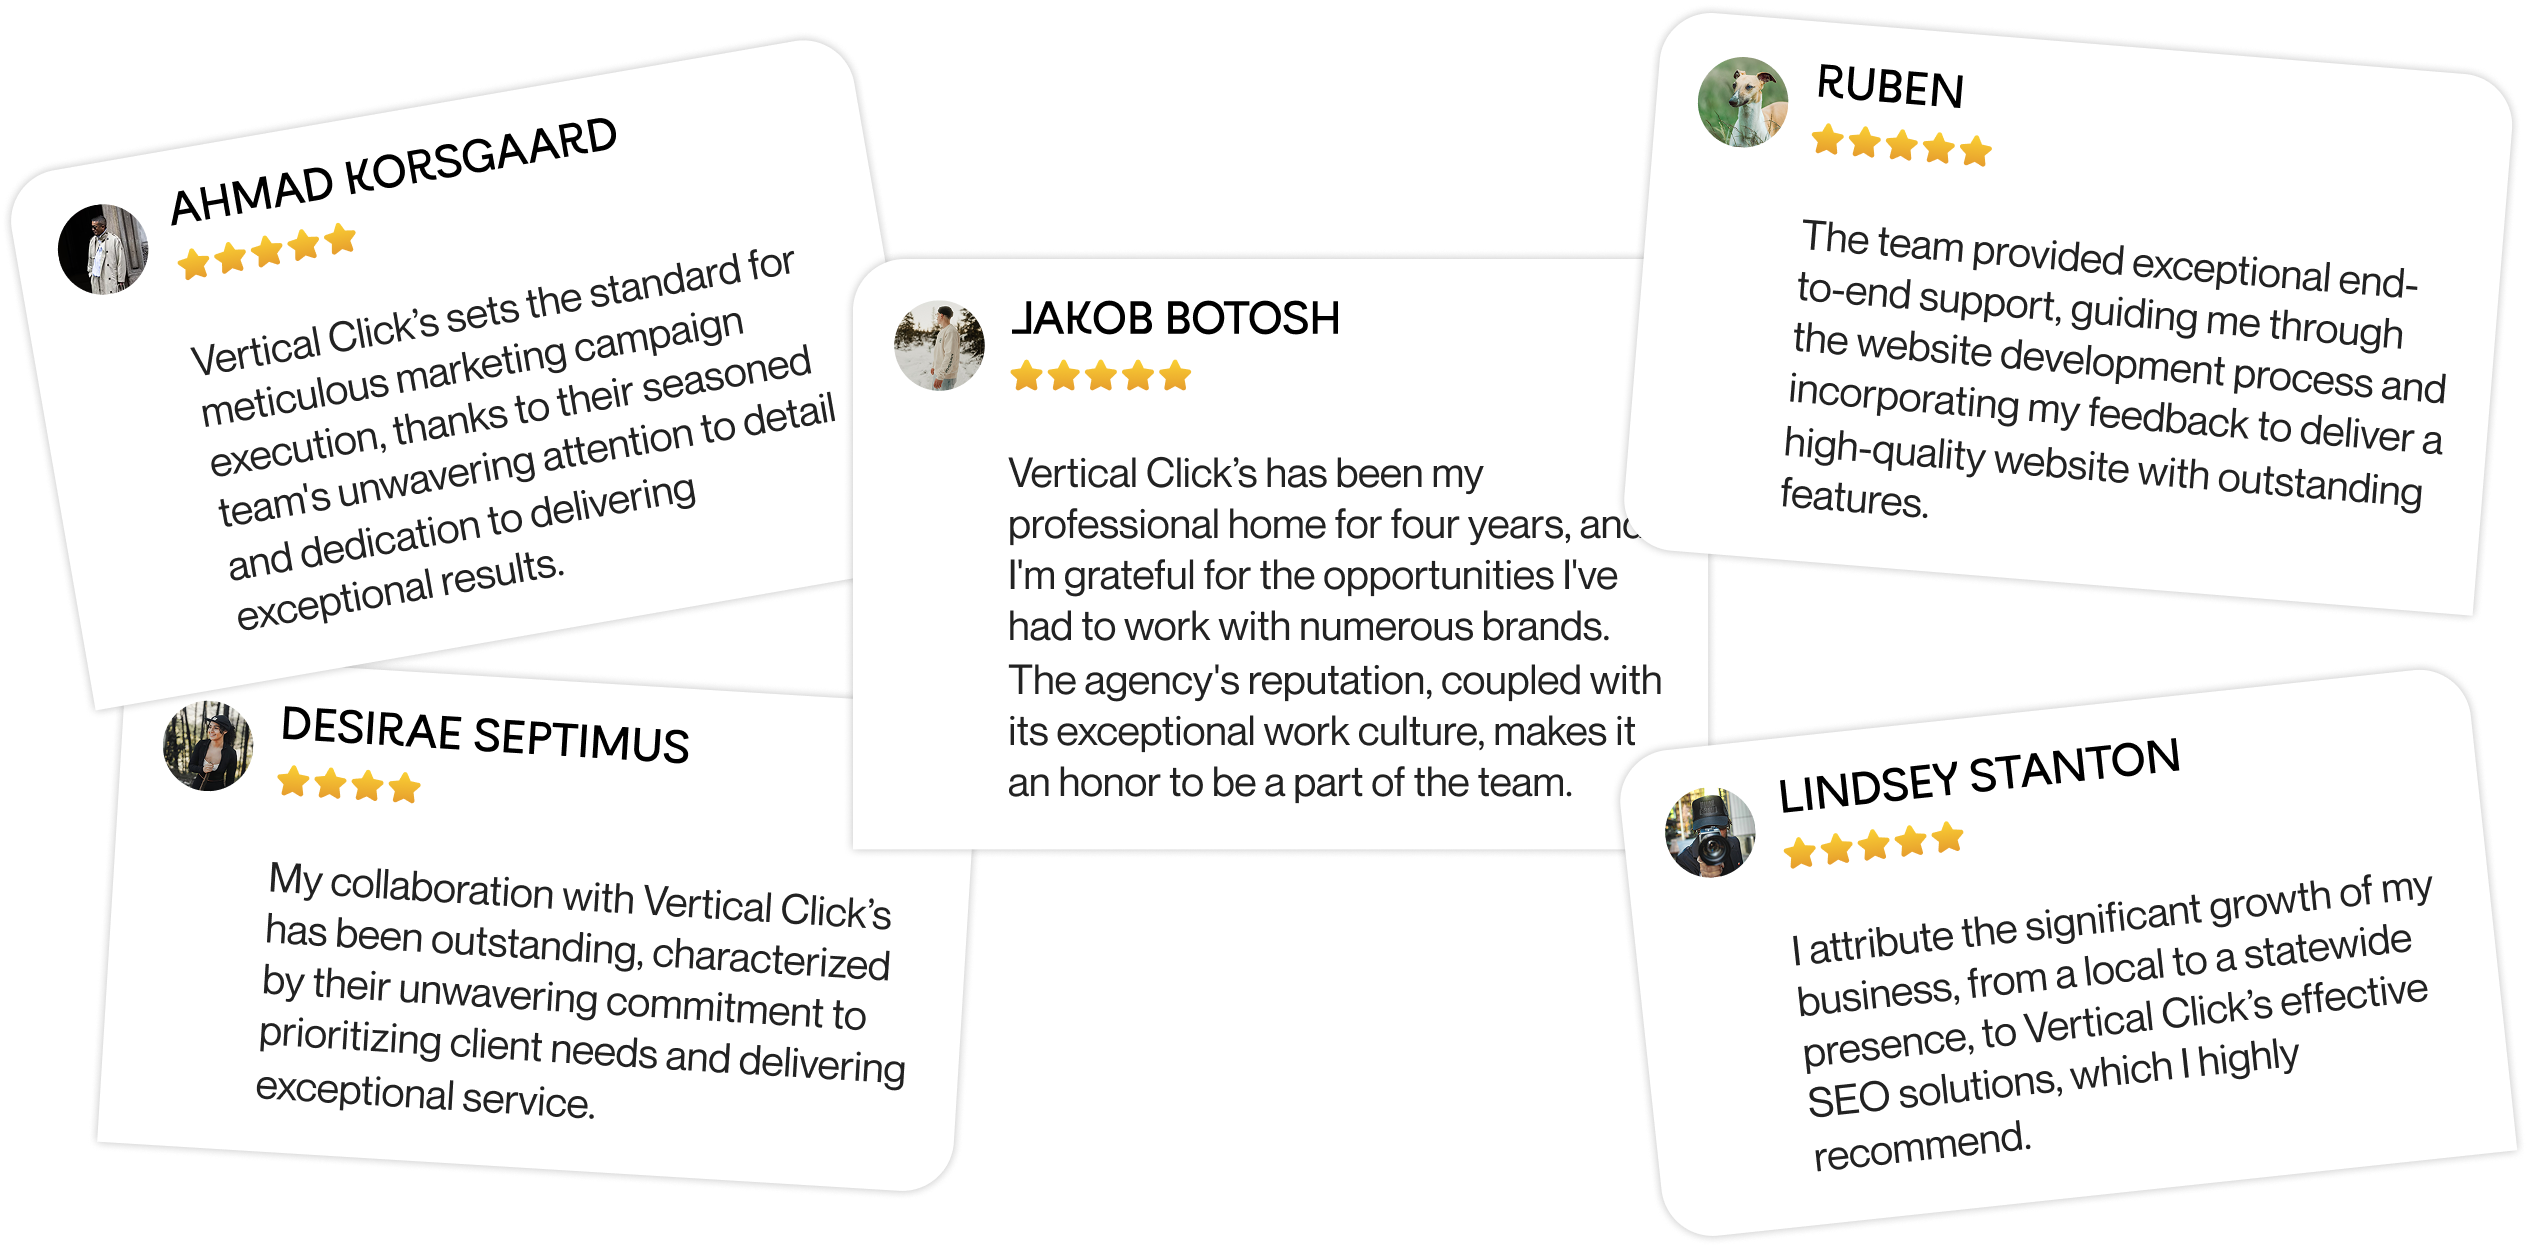 AHMAD KORSGAARD
Vertical Click’s sets the standard for
meticulous marketing campaign
execution, thanks to their seasoned
team's unwavering attention to detail
and dedication to delivering
exceptional results.
DESIRAE SEPTIMUS
My collaboration with Vertical Click’s
has been outstanding, characterized
by their unwavering commitment to
prioritizing client needs and delivering
exceptional service.
JAKOB BOTOSH
Vertical Click’s has been my
professional home for four years, and
I'm grateful for the opportunities I've
had to work with numerous brands.
The agency's reputation, coupled with
its exceptional work culture, makes it
an honor to be a part of the team.
RUBEN
The team provided exceptional end-
to-end support, guiding me through
the website development process and
incorporating my feedback to deliver a
high-quality website with outstanding
features.
LINDSEY STANTON
I attribute the significant growth of my
business, from a local to a statewide
presence, to Vertical Click’s effective
SEO solutions, which I highly
recommend.